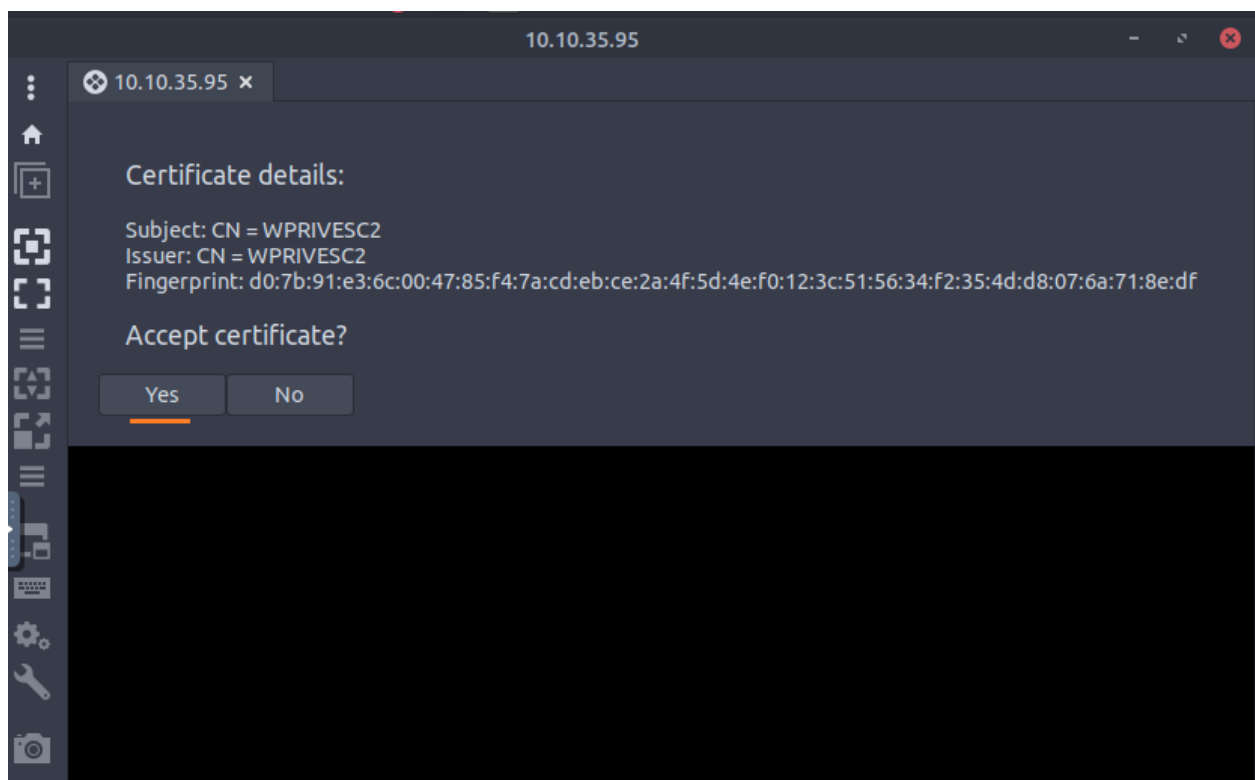 10.10.35.95
10.10.35.95
Certificate details:
Subject: CN = WPRIVESC2
Issuer: CN = WPRIVESC2
Fingerprint: d0:7b:91:e3:6c:00:47:85:f4:7a:cd:eb:ce:2a:4f:5d:4e:f0:12:3c:51:56:34:f2:35:4d:d8:07:6a:71:8e:df
Accept certificate?
Yes No